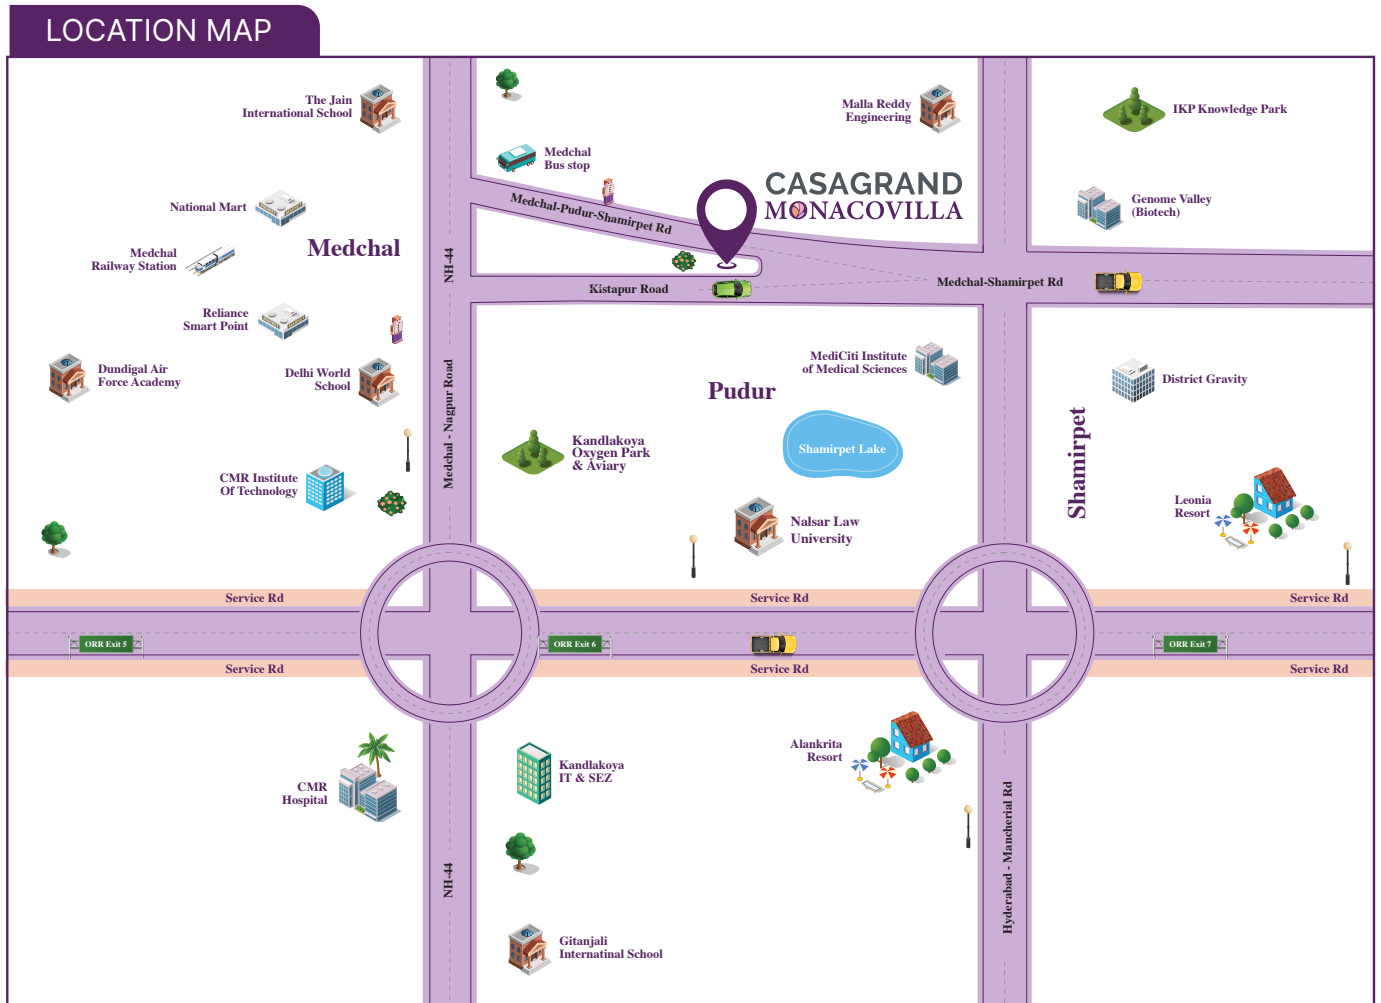 LOCATION MAP
The Jain
International School
Malla Reddy
Engineering
IKP Knowledge Park
Medchal
Bus stop
CASAGRAND
MONACOVILLA
National Mart
Medchal-Pudur-Shamirpet Rd
Genome Valley
(Biotech)
Medchal
Medchal
Railway Station
NH-44
Kistapur Road
Medchal-Shamirpet Rd
Reliance
Smart Point
Dundigal Air
Force Academy
Delhi World
School
Medchal - Nagpur Road
MediCiti Institute
of Medical Sciences
Pudur
District Gravity
Shamirpet
Kandlakoya
Oxygen Park
& Aviary
Shamirpet Lake
CMR Institute
Of Technology
Nalsar Law
University
Leonia
Resort
Service Rd
Service Rd
Service Rd
ORR Exit 5
ORR Exit 6
ORR Exit 7
Service Rd
Service Rd
Service Rd
Alankrita
Resort
Kandlakoya
IT & SEZ
CMR
Hospital
NH-44
Hyderabad - Mancherial Rd
Gitanjali
Internatinal School